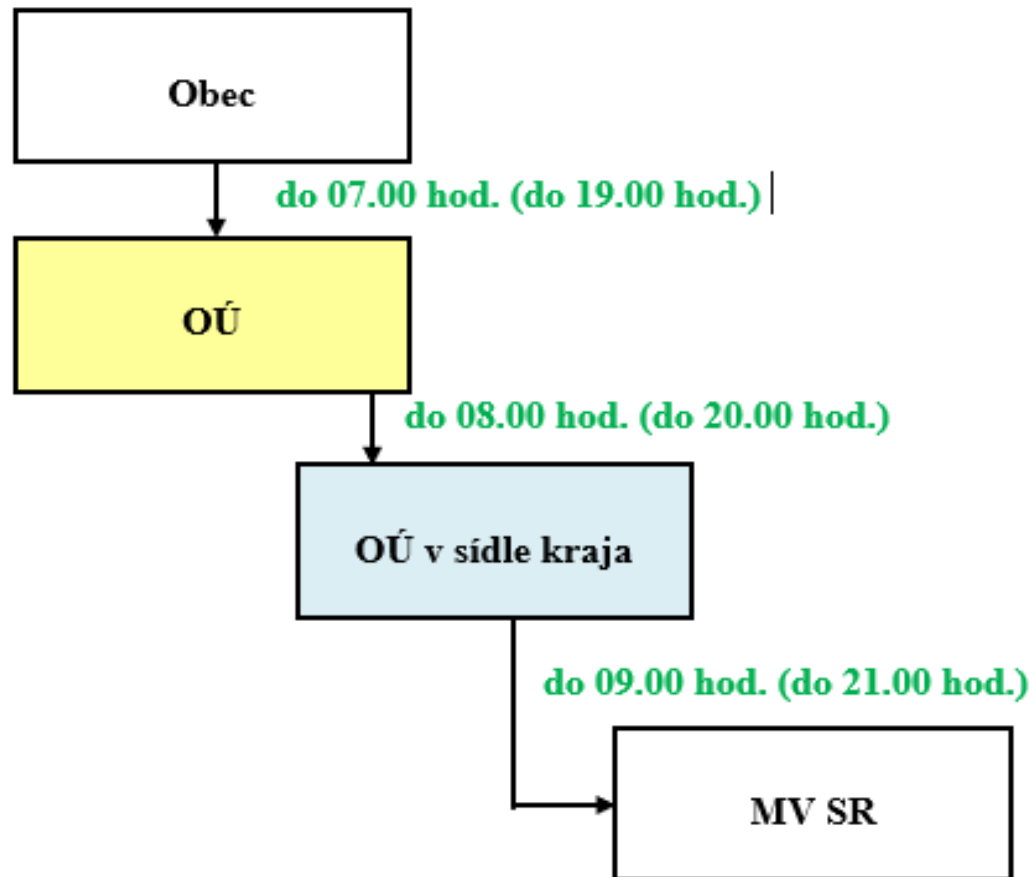 Obec
do 07.00 hod. (do 19.00 hod.)
OÚ
do 08.00 hod. (do 20.00 hod.)
OÚ v sídle kraja
do 09.00 hod. (do 21.00 hod.)
MV SR